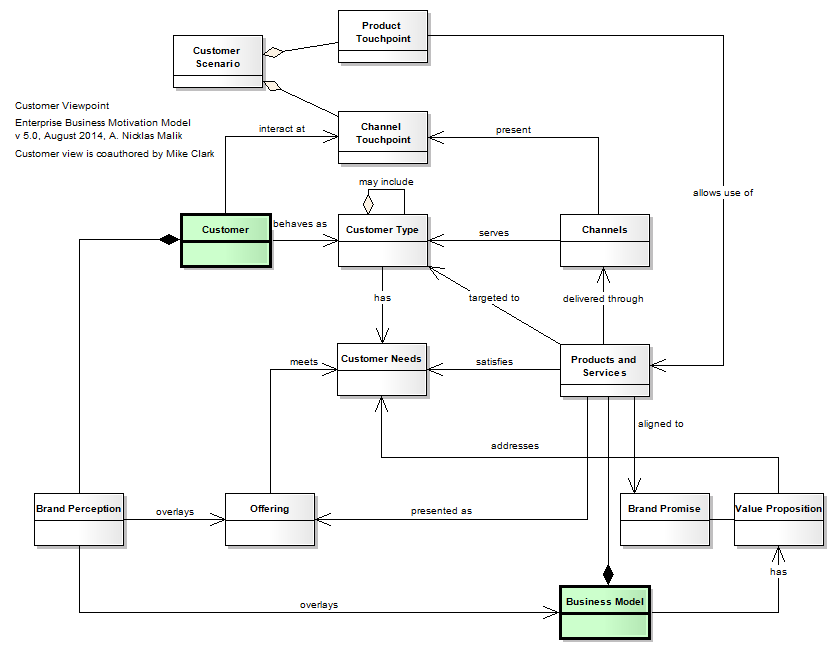 Product
Touchpoint
Customer
Scenario
Customer Viewpoint
Enterprise Business Motivation Model
v 5.0, August 2014, A. Nicklas Malik
Customer view is coauthored by Mike Clark
interact at
Channel
Touchpoint
present
may include
allows use of
Customer
behaves as
Customer Type
serves
Channels
has
targeted to
delivered through
meets
Customer Needs
satisfies
Products and
Services
aligned to
addresses
Brand Perception
overlays
Offering
presented as
Brand Promise
Value Proposition
has
overlays
Business Model